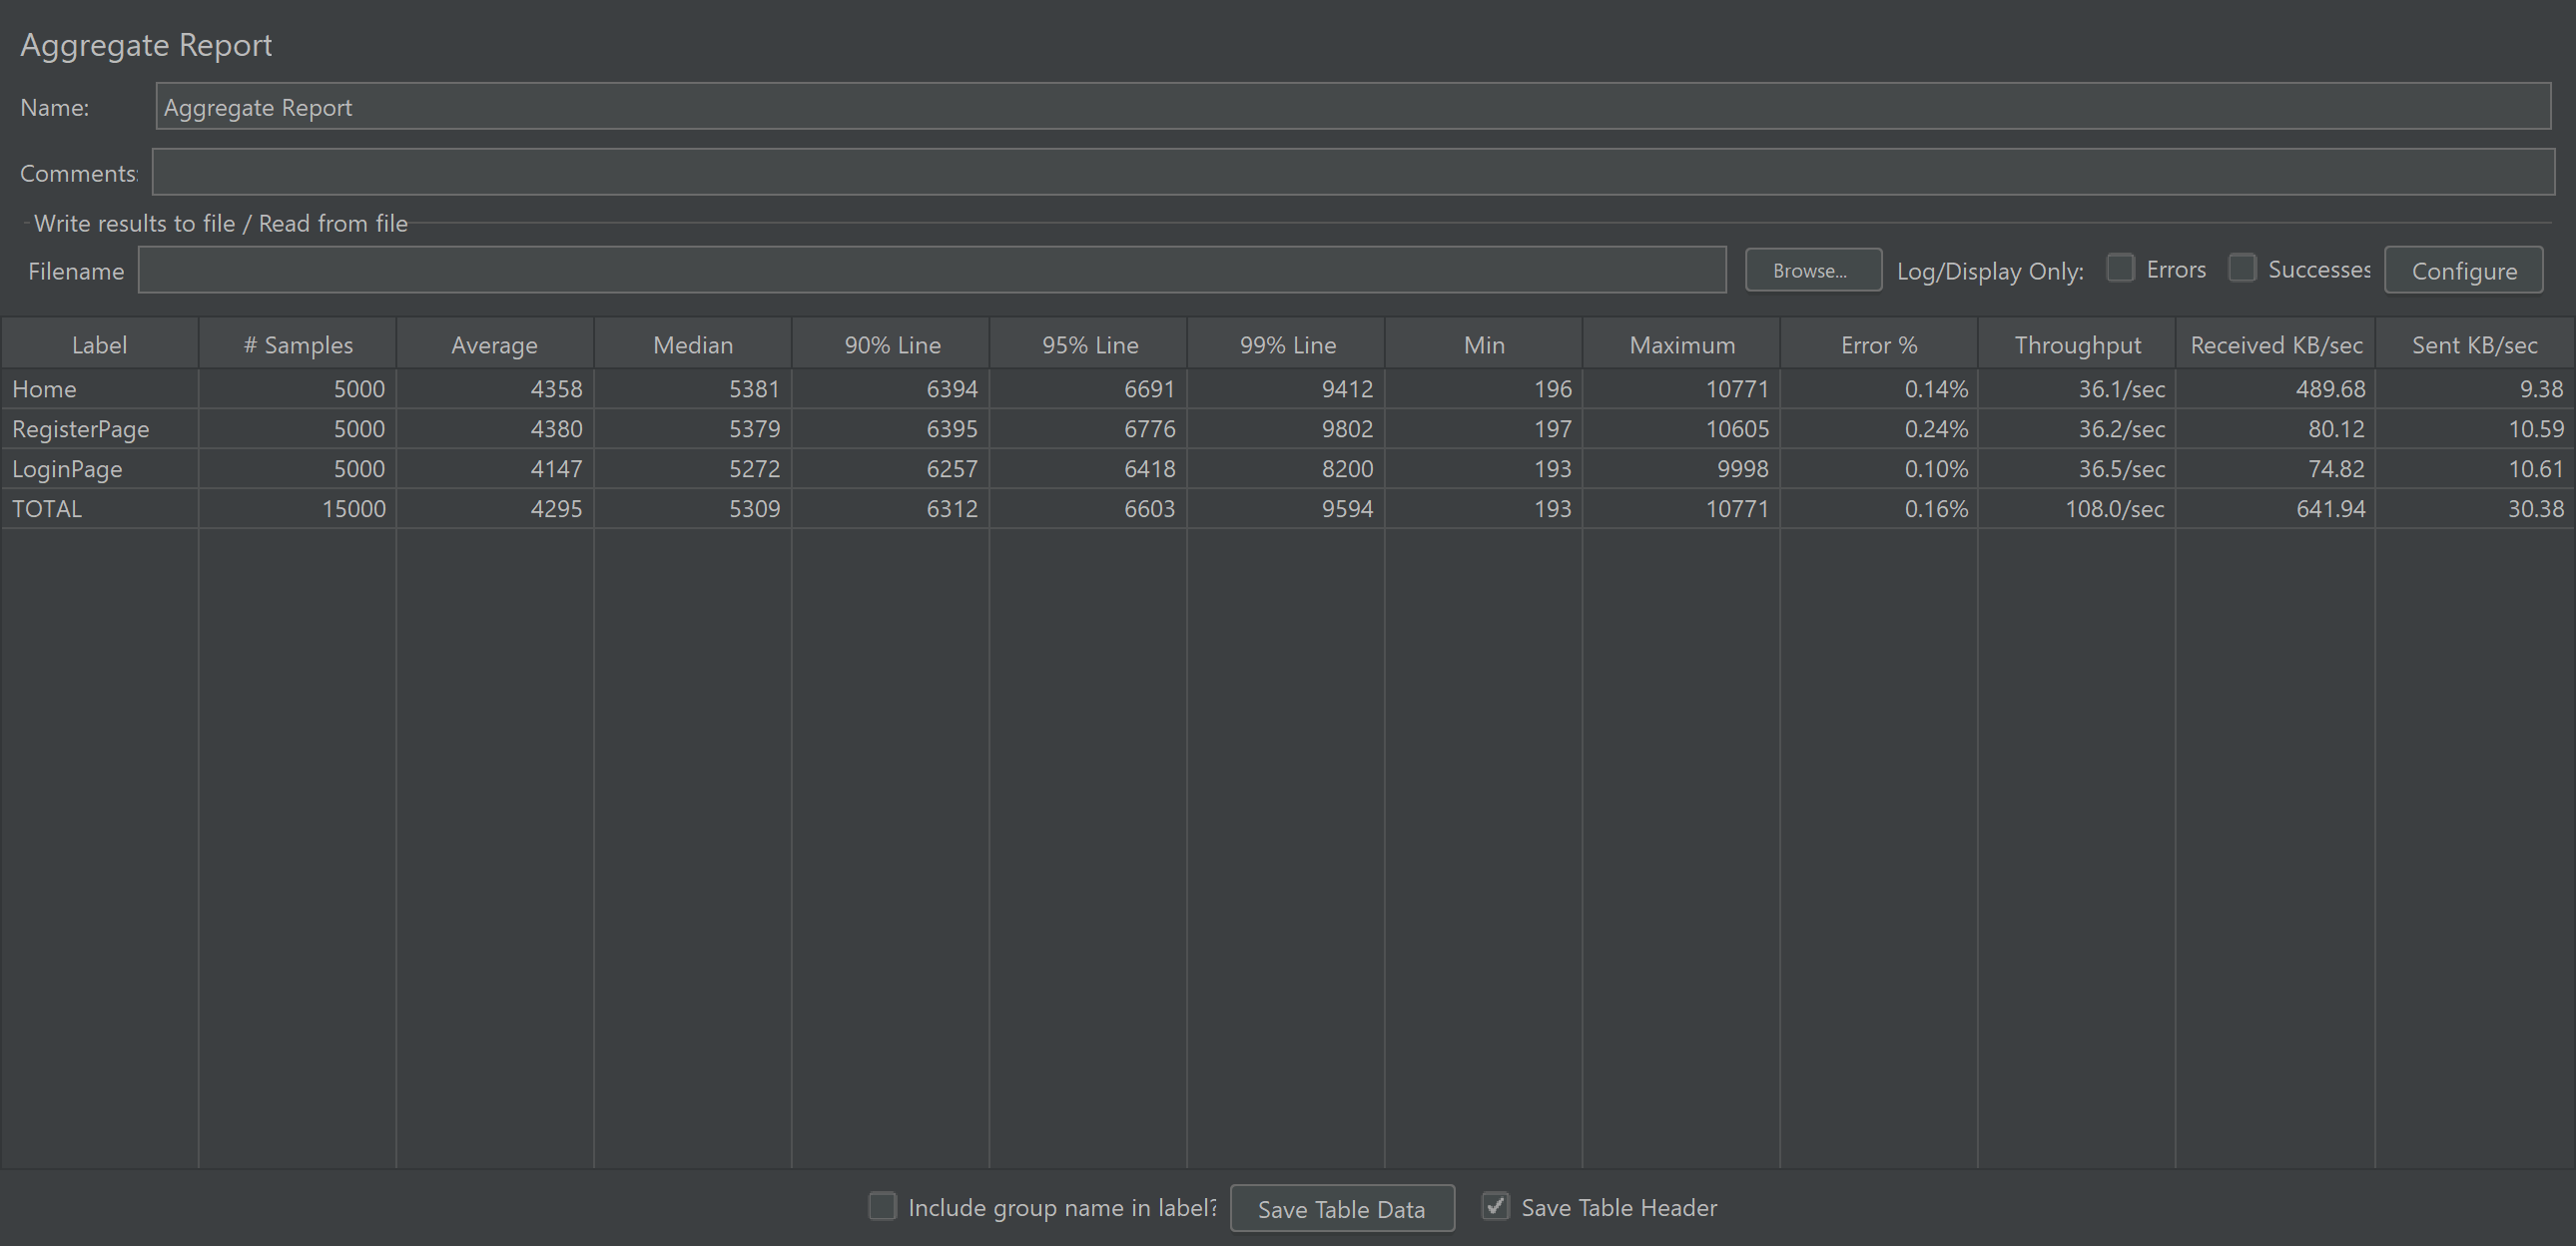 Aggregate Report
Name: Aggregate Report
Comments:
Write results to file / Read from file
Filename Browse... Log/Display Only: Errors Successes Configure
Label # Samples Average Median 90% Line 95% Line 99% Line Min Maximum Error % Throughput Received KB/sec Sent KB/sec
Home 5000 4358 5381 6394 6691 9412 196 10771 0.14% 36.1/sec 489.68 9.38
RegisterPage 5000 4380 5379 6395 6776 9802 197 10605 0.24% 36.2/sec 80.12 10.59
LoginPage 5000 4147 5272 6257 6418 8200 193 9998 0.10% 36.5/sec 74.82 10.61
TOTAL 15000 4295 5309 6312 6603 9594 193 10771 0.16% 108.0/sec 641.94 30.38
Include group name in label? Save Table Data Save Table Header